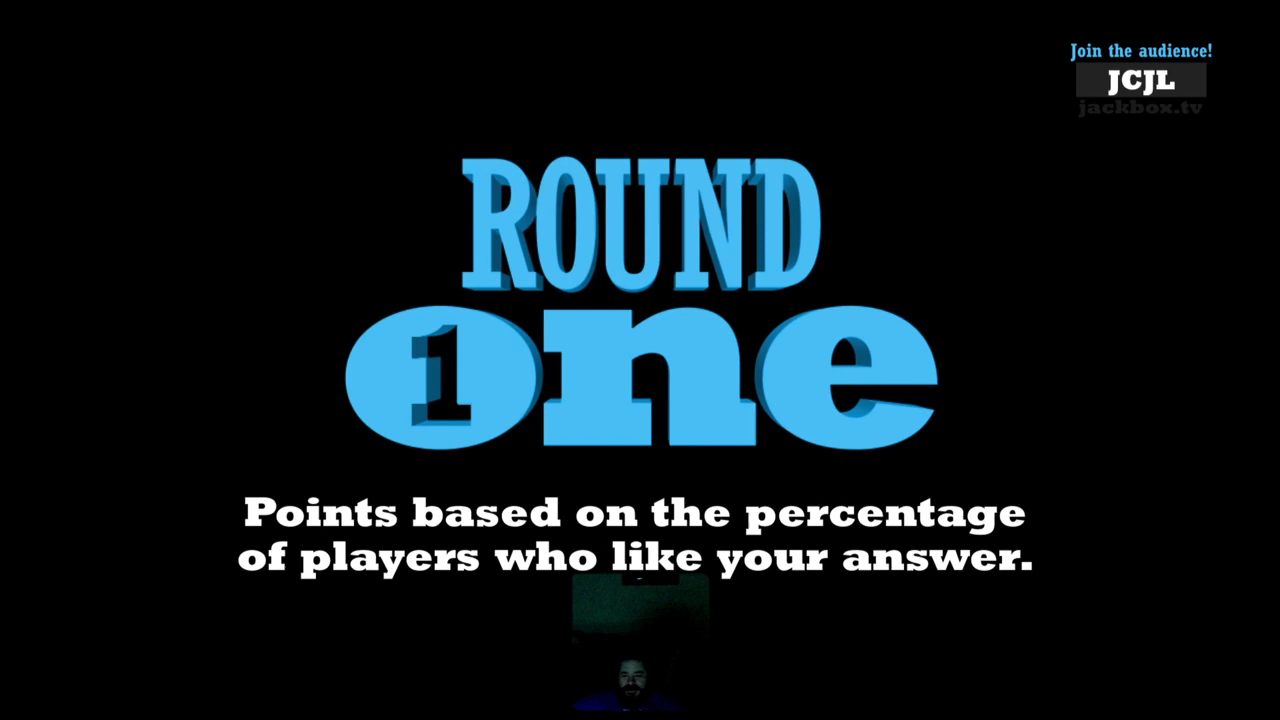 Join the audience!
JCJL
jackbox.tv
ROUND
One
1
Points based on the percentage
of players who like your answer.